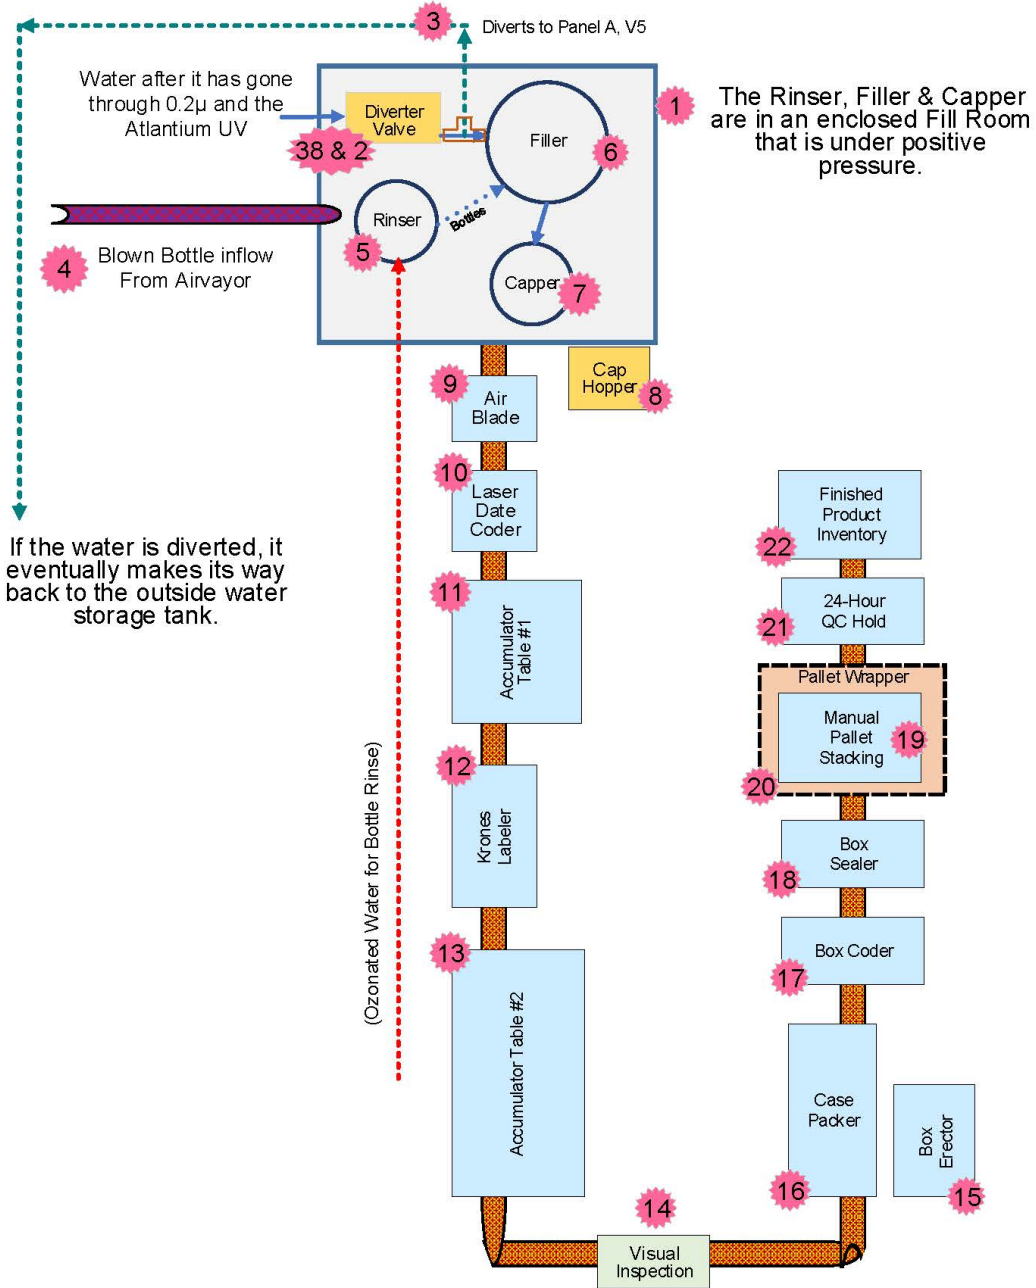 3
Diverts to Panel A, V5
Water after it has gone
through 0.2µ and the
Atlantium UV
Diverter
Valve
38 & 2
Filler
6
1
The Rinser, Filler & Capper
are in an enclosed Fill Room
that is under positive
pressure.
Rinser
5
Bottles
4
Blown Bottle inflow
From Airvayor
Capper
7
Cap
Hopper
8
9
Air
Blade
10
Laser
Date
Coder
If the water is diverted, it
eventually makes its way
back to the outside water
storage tank.
11
Accumulator
Table #1
(Ozonated Water for Bottle Rinse)
12
Krones
Labeler
13
Accumulator Table #2
14
Visual
Inspection
15
Box
Erector
16
Case
Packer
17
Box Coder
18
Box
Sealer
Pallet Wrapper
Manual
Pallet
Stacking
19
20
21
24-Hour
QC Hold
22
Finished
Product
Inventory